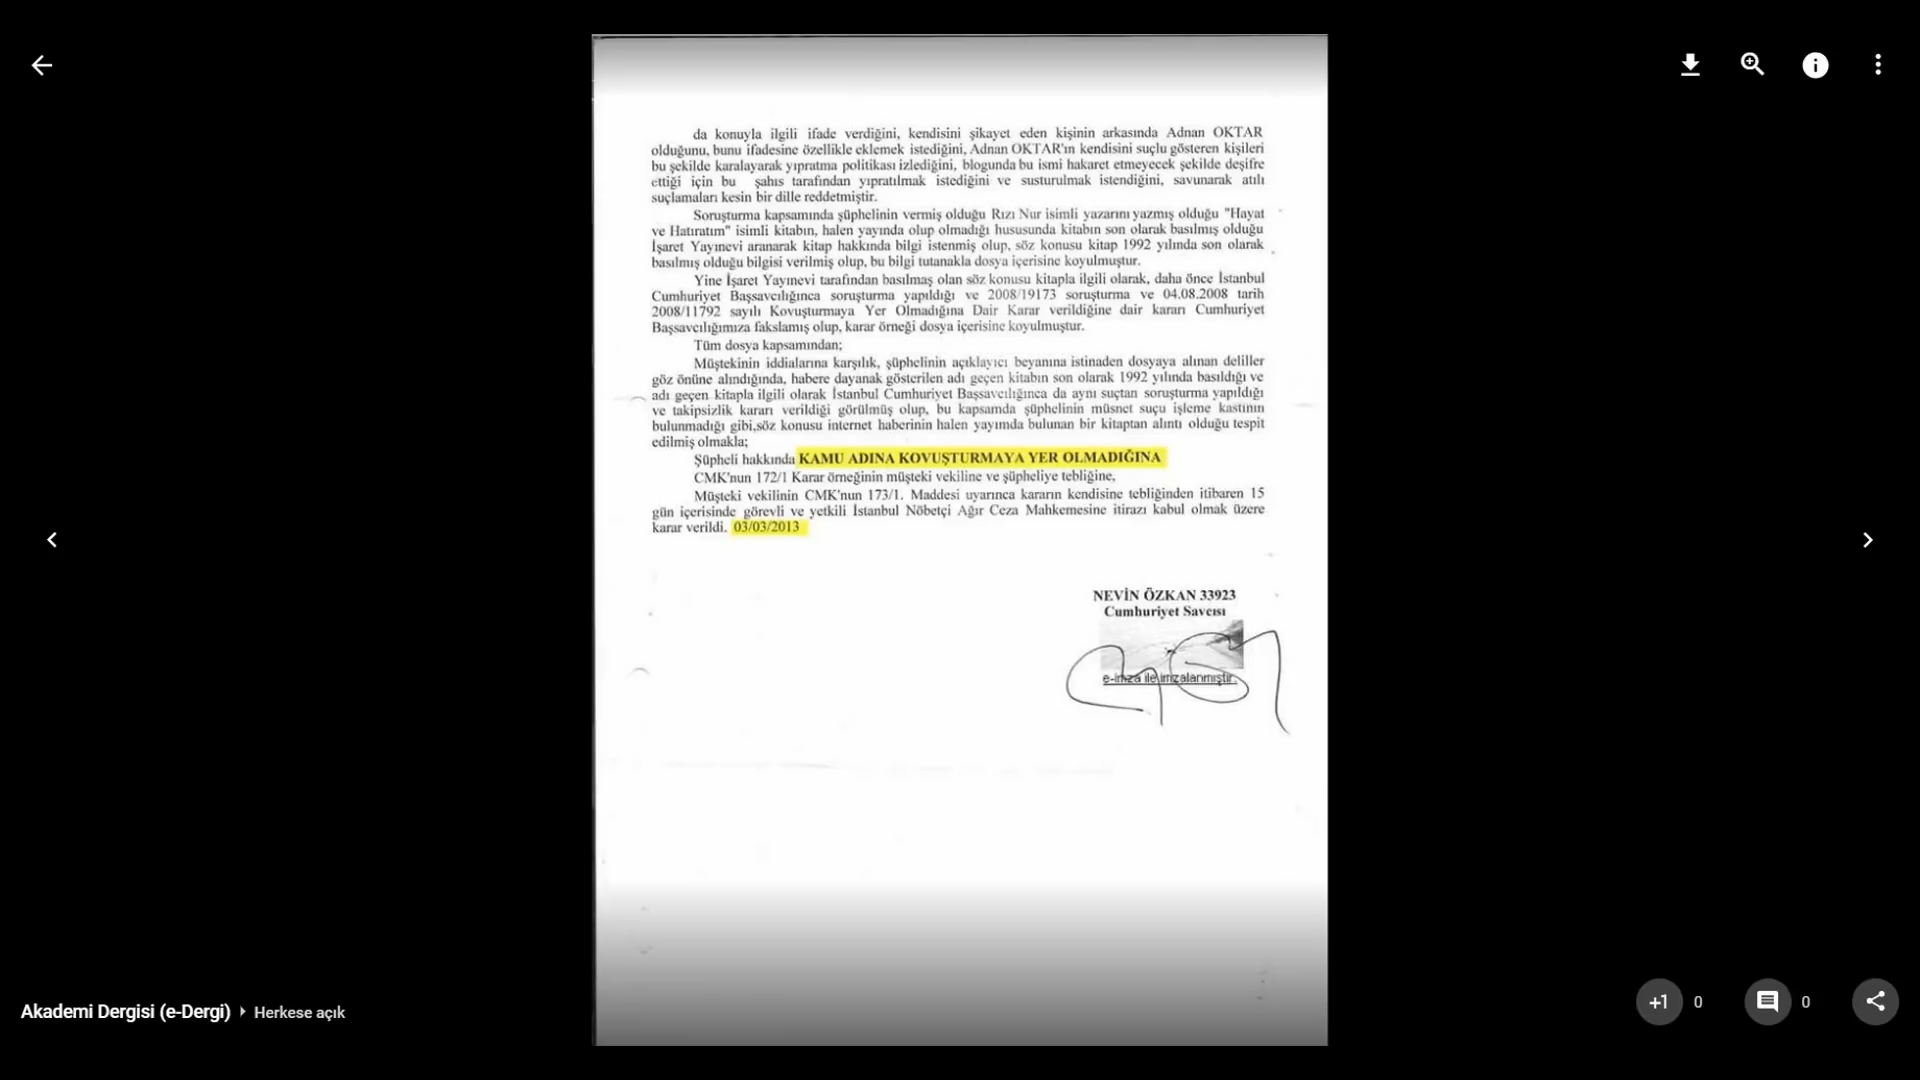 da konuyla ilgili ifade verdiğini, kendisini şikayet eden kişinin arkasında Adnan OKTAR
olduğunu, bunu ifadesine özellikle eklemek istediğini, Adnan OKTAR'ın kendisini suçlu gösteren kişileri
bu şekilde karalayarak yıpratma politikası izlediğini, blogunda bu ismi hakaret etmeyecek şekilde deşifre
ettiği için bu şahıs tarafından yıpratılmak istediğini ve susturulmak istendiğini, savunarak atılı
suçlamaları kesin bir dille reddetmiştir.
Soruşturma kapsamında şüphelinin vermiş olduğu Rızı Nur isimli yazarını yazmış olduğu "Hayat
ve Hatıratım" isimli kitabın, halen yayında olup olmadığı hususunda kitabın son olarak basılmış olduğu
İşaret Yayınevi aranarak kitap hakkında bilgi istenmiş olup, söz konusu kitap 1992 yılında son olarak
basılmış olduğu bilgisi verilmiş olup, bu bilgi tutanakla dosya içerisine koyulmuştur.
Yine İşaret Yayınevi tarafından basılmaş olan söz konusu kitapla ilgili olarak, daha önce İstanbul
Cumhuriyet Başsavcılığınca soruşturma yapıldığı ve 2008/19173 soruşturma ve 04.08.2008 tarih
2008/11792 sayılı Kovuşturmaya Yer Olmadığına Dair Karar verildiğine dair kararı Cumhuriyet
Başsavcılığımıza fakslamış olup, karar örneği dosya içerisine koyulmuştur.
Tüm dosya kapsamından;
Müştekinin iddialarına karşılık, şüphelinin açıklayıcı beyanına istinaden dosyaya alınan deliller
göz önüne alındığında, habere dayanak gösterilen adı geçen kitabın son olarak 1992 yılında basıldığı ve
adı geçen kitapla ilgili olarak İstanbul Cumhuriyet Başsavcılığınca da aynı suçtan soruşturma yapıldığı
ve takipsizlik kararı verildiği görülmüş olup, bu kapsamda şüphelinin müsnet suçu işleme kastının
bulunmadığı gibi,söz konusu internet haberinin halen yayımda bulunan bir kitaptan alıntı olduğu tespit
edilmiş olmakla;
Şüpheli hakkında KAMU ADINA KOVUŞTURMAYA YER OLMADIĞINA
CMK'nun 172/1 Karar örneğinin müşteki vekiline ve şüpheliye tebliğine,
Müşteki vekilinin CMK'nun 173/1. Maddesi uyarınca kararın kendisine tebliğinden itibaren 15
gün içerisinde görevli ve yetkili İstanbul Nöbetçi Ağır Ceza Mahkemesine itirazı kabul olmak üzere
karar verildi. 03/03/2013
NEVİN ÖZKAN 33923
Cumhuriyet Savcısı
e-imza ile imzalanmıştır.
Akademi Dergisi (e-Dergi) Herkese açık
+1 0 0